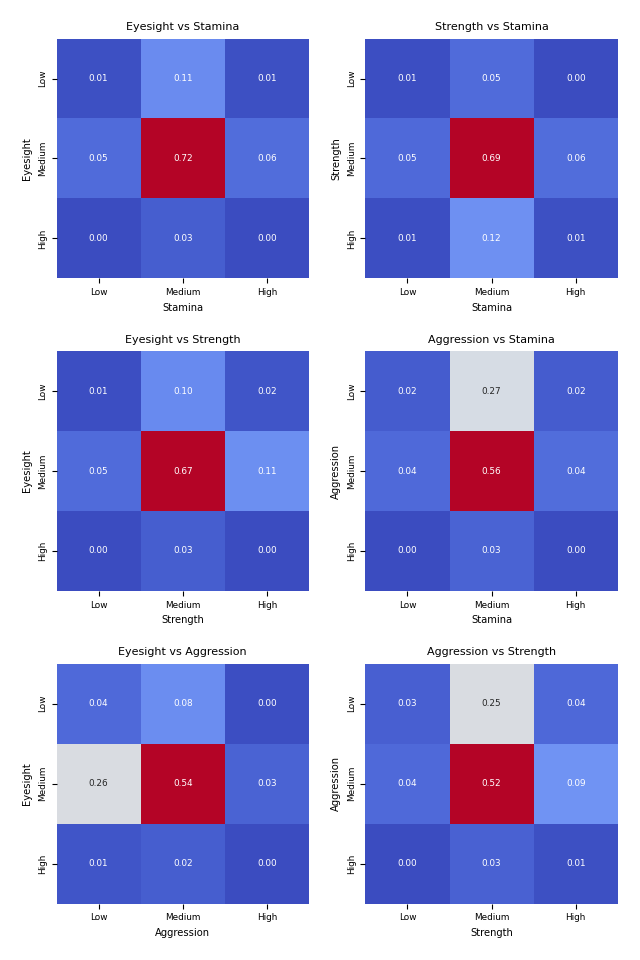 Eyesight vs Stamina
Low
0.01 0.11 0.01
Eyesight
Medium
0.05 0.72 0.06
High
0.00 0.03 0.00
Low Medium High
Stamina
Strength vs Stamina
Low
0.01 0.05 0.00
Strength
Medium
0.05 0.69 0.06
High
0.01 0.12 0.01
Low Medium High
Stamina
Eyesight vs Strength
Low
0.01 0.10 0.02
Eyesight
Medium
0.05 0.67 0.11
High
0.00 0.03 0.00
Low Medium High
Strength
Aggression vs Stamina
Low
0.02 0.27 0.02
Aggression
Medium
0.04 0.56 0.04
High
0.00 0.03 0.00
Low Medium High
Stamina
Eyesight vs Aggression
Low
0.04 0.08 0.00
Eyesight
Medium
0.26 0.54 0.03
High
0.01 0.02 0.00
Low Medium High
Aggression
Aggression vs Strength
Low
0.03 0.25 0.04
Aggression
Medium
0.04 0.52 0.09
High
0.00 0.03 0.01
Low Medium High
Strength